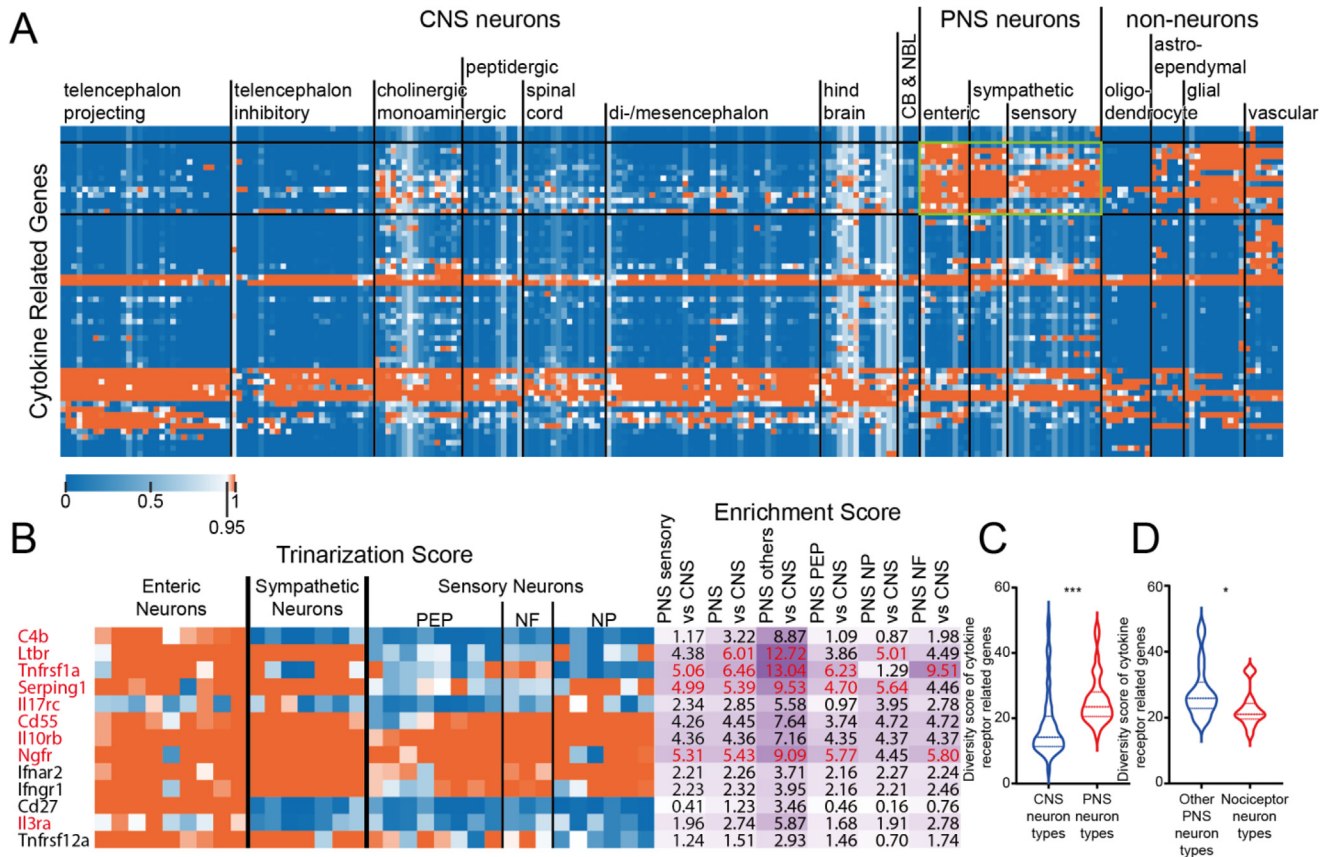 A
CNS neurons
PNS neurons
non-neurons
telencephalon
projecting
telencephalon
inhibitory
cholinergic
monoaminergic
peptidergic
spinal
cord
di-/mesencephalon
hind
brain
CB & NBL
enteric
sympathetic
sensory
oligo-
dendrocyte
astro-
ependymal
glial
vascular
Cytokine Related Genes
0
0.5
0.95
1
B
Trinarization Score
Enrichment Score
Enteric
Neurons
Sympathetic
Neurons
Sensory Neurons
PEP
NF
NP
PNS sensory
vs CNS
PNS
vs CNS
PNS others
vs CNS
PNS PEP
vs CNS
PNS NP
vs CNS
PNS NF
vs CNS
C4b 1.17 3.22 8.87 1.09 0.87 1.98
Ltbr 4.38 6.01 12.72 3.86 5.01 4.49
Tnfrsf1a 5.06 6.46 13.04 6.23 1.29 9.51
Serping1 4.99 5.39 9.53 4.70 5.64 4.46
Il17rc 2.34 2.85 5.58 0.97 3.95 2.78
Cd55 4.26 4.45 7.64 3.74 4.72 4.72
Il10rb 4.36 4.36 7.16 4.35 4.37 4.37
Ngfr 5.31 5.43 9.09 5.77 4.45 5.80
Ifnar2 2.21 2.26 3.71 2.16 2.27 2.24
Ifngr1 2.23 2.32 3.95 2.16 2.21 2.46
Cd27 0.41 1.23 3.46 0.46 0.16 0.76
Il3ra 1.96 2.74 5.87 1.68 1.91 2.78
Tnfrsf12a 1.24 1.51 2.93 1.46 0.70 1.74
C
Diversity score of cytokine
receptor related genes
60
40
20
0
***
CNS
neuron
types
PNS
neuron
types
D
Diversity score of cytokine
receptor related genes
60
40
20
0
*
Other
PNS
neuron
types
Nociceptor
neuron
types